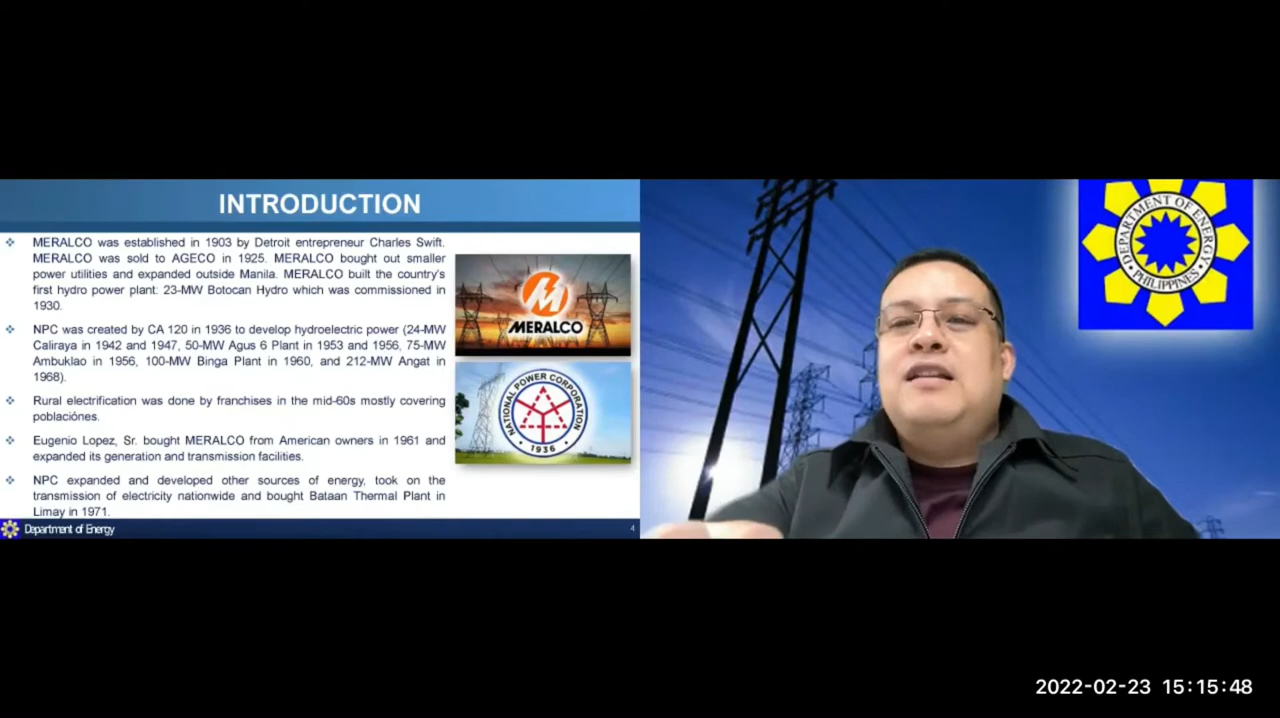 INTRODUCTION
❖ MERALCO was established in 1903 by Detroit entrepreneur Charles Swift.
MERALCO was sold to AGECO in 1925. MERALCO bought out smaller
power utilities and expanded outside Manila. MERALCO built the country's
first hydro power plant: 23-MW Botocan Hydro which was commissioned in
1930.
❖ NPC was created by CA 120 in 1936 to develop hydroelectric power (24-MW
Caliraya in 1942 and 1947, 50-MW Agus 6 Plant in 1953 and 1956, 75-MW
Ambuklao in 1956, 100-MW Binga Plant in 1960, and 212-MW Angat in
1968).
❖ Rural electrification was done by franchises in the mid-60s mostly covering
poblaciónes.
❖ Eugenio Lopez, Sr. bought MERALCO from American owners in 1961 and
expanded its generation and transmission facilities.
❖ NPC expanded and developed other sources of energy, took on the
transmission of electricity nationwide and bought Bataan Thermal Plant in
Limay in 1971.
MERALCO
NATIONAL POWER CORPORATION
• 1936 •
Department of Energy
4
DEPARTMENT OF ENERGY
• PHILIPPINES •
2022-02-23 15:15:48